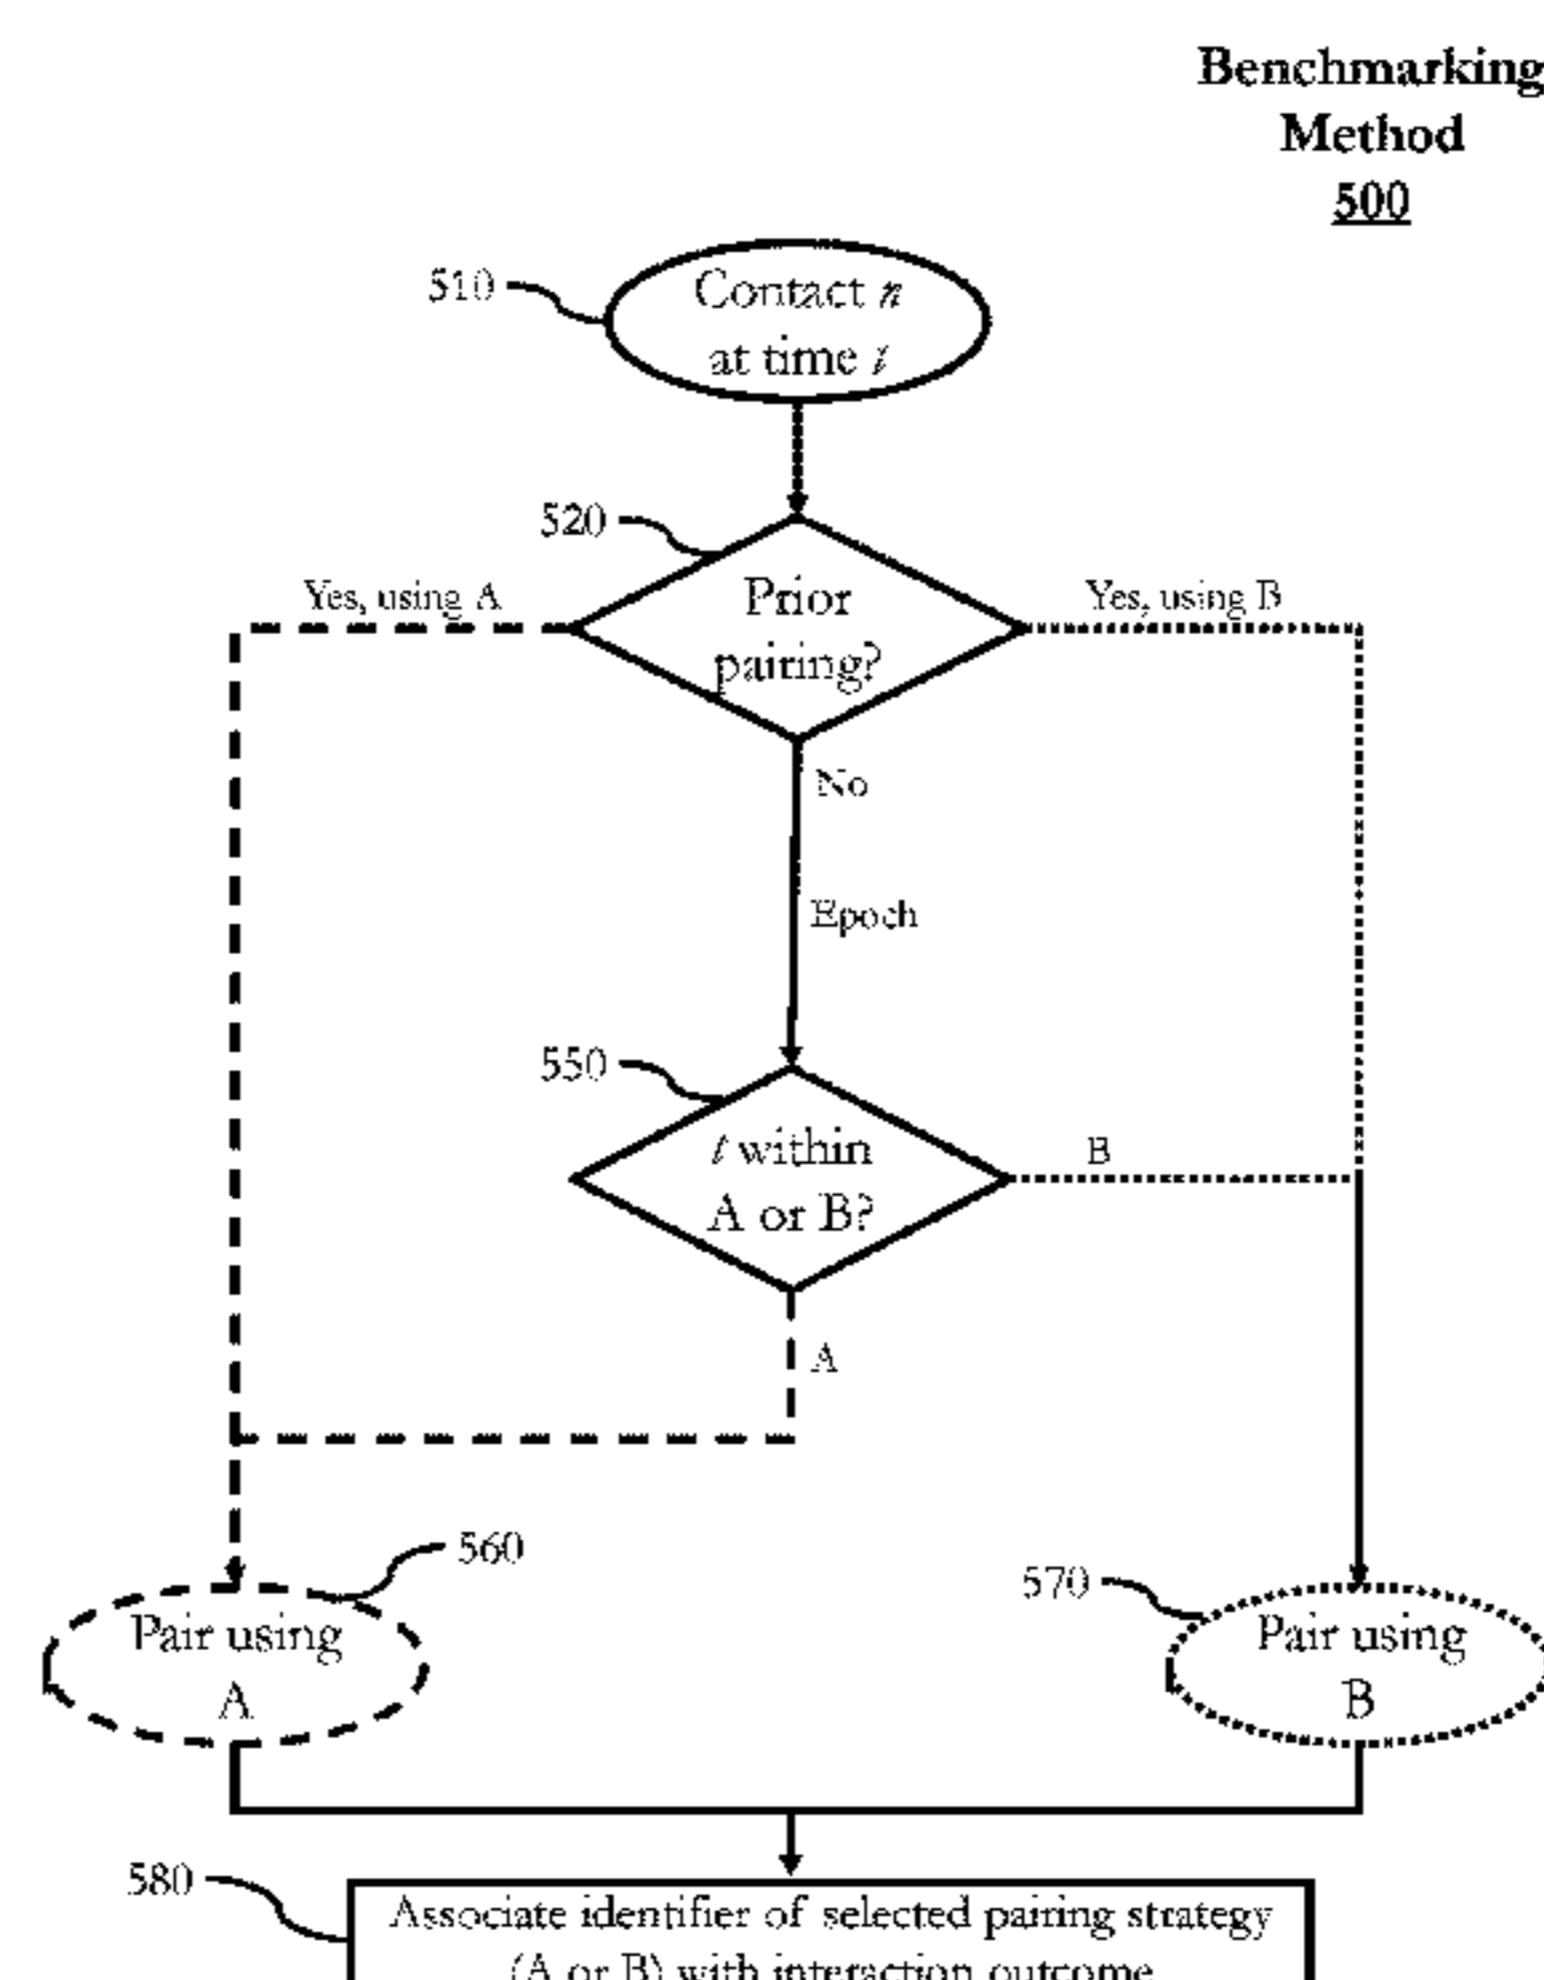 Benchmarking
Method
500
510
Contact n
at time t
520
Prior
pairing?
Yes, using A
Yes, using B
No
Epoch
550
t within
A or B?
B
A
560
Pair using
A
570
Pair using
B
580
Associate identifier of selected pairing strategy
(A or B) with interaction outcome